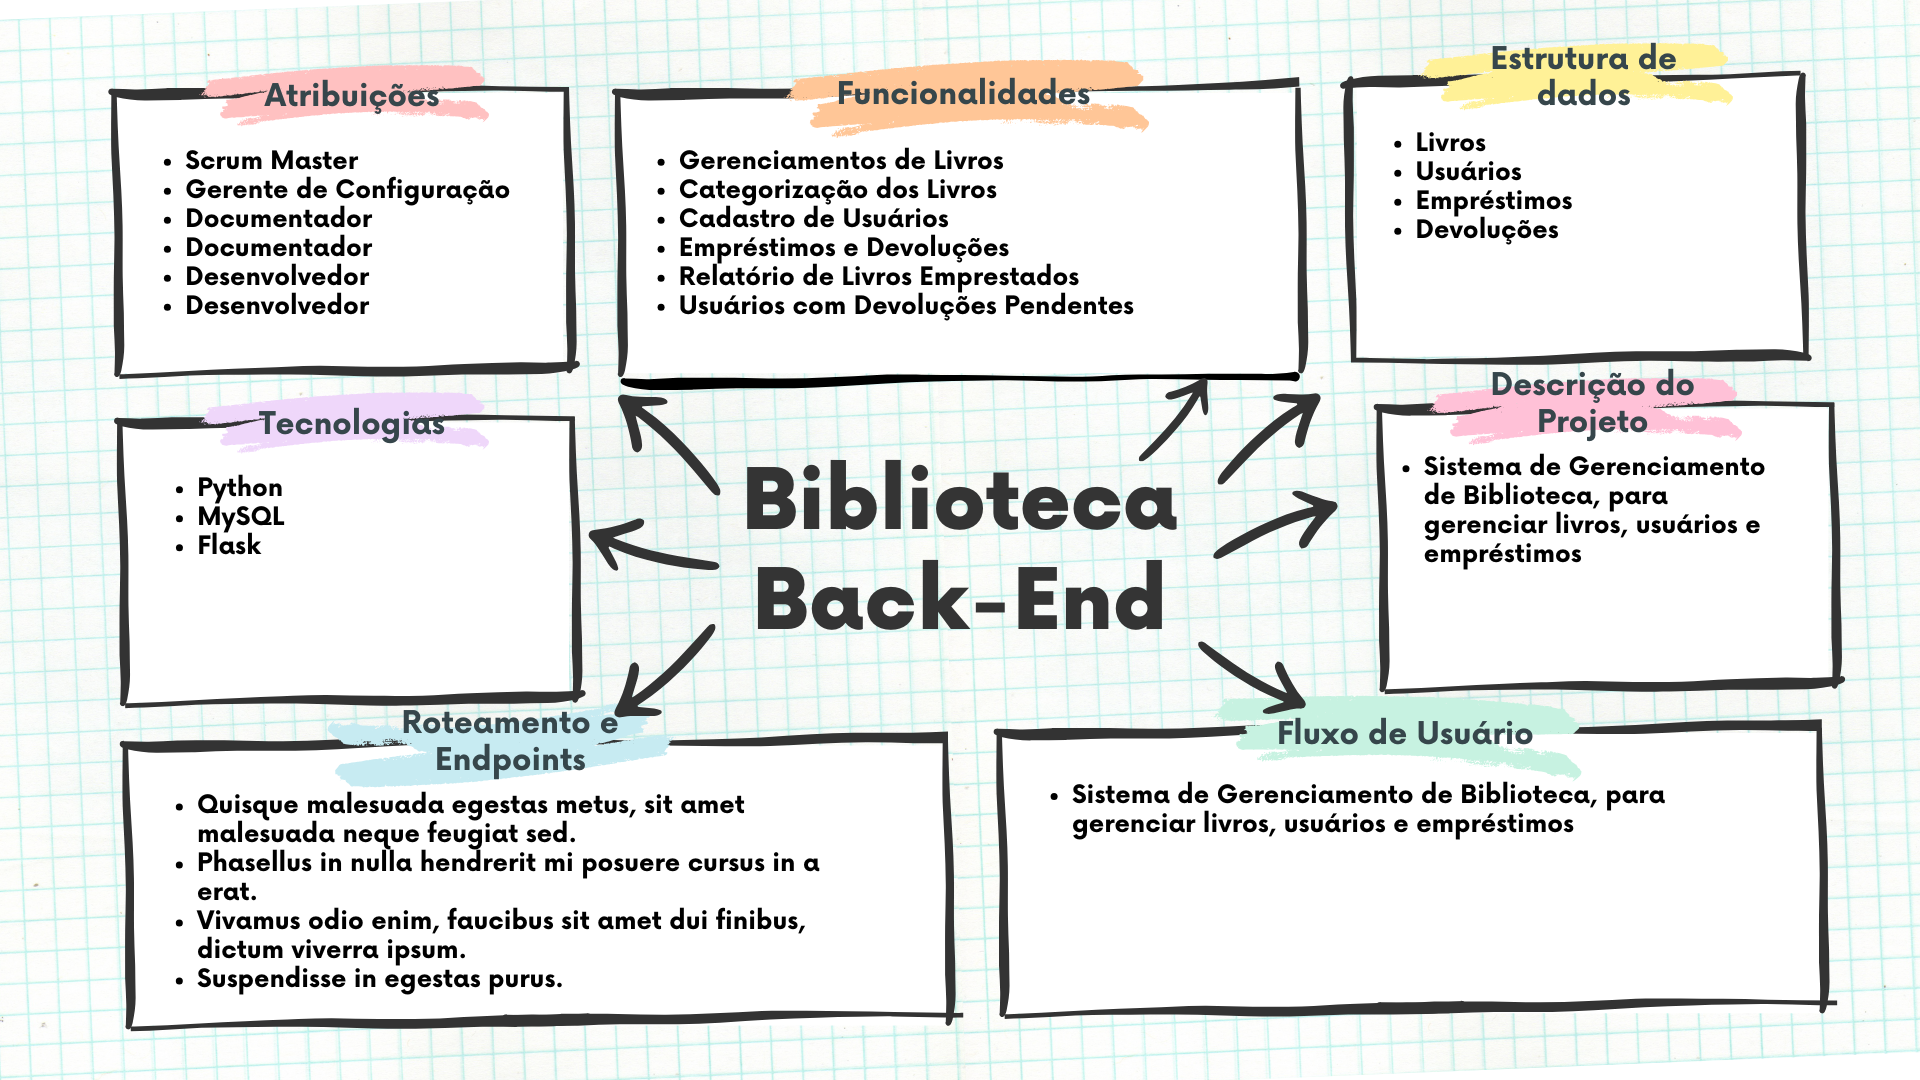 Atribuições
Scrum Master
Gerente de Configuração
Documentador
Documentador
Desenvolvedor
Desenvolvedor
Funcionalidades
Gerenciamentos de Livros
Categorização dos Livros
Cadastro de Usuários
Empréstimos e Devoluções
Relatório de Livros Emprestados
Usuários com Devoluções Pendentes
Estrutura de
dados
Livros
Usuários
Empréstimos
Devoluções
Tecnologias
Python
MySQL
Flask
Biblioteca
Back-End
Descrição do
Projeto
Sistema de Gerenciamento
de Biblioteca, para
gerenciar livros, usuários e
empréstimos
Roteamento e
Endpoints
Quisque malesuada egestas metus, sit amet
malesuada neque feugiat sed.
Phasellus in nulla hendrerit mi posuere cursus in a
erat.
Vivamus odio enim, faucibus sit amet dui finibus,
dictum viverra ipsum.
Suspendisse in egestas purus.
Fluxo de Usuário
Sistema de Gerenciamento de Biblioteca, para
gerenciar livros, usuários e empréstimos